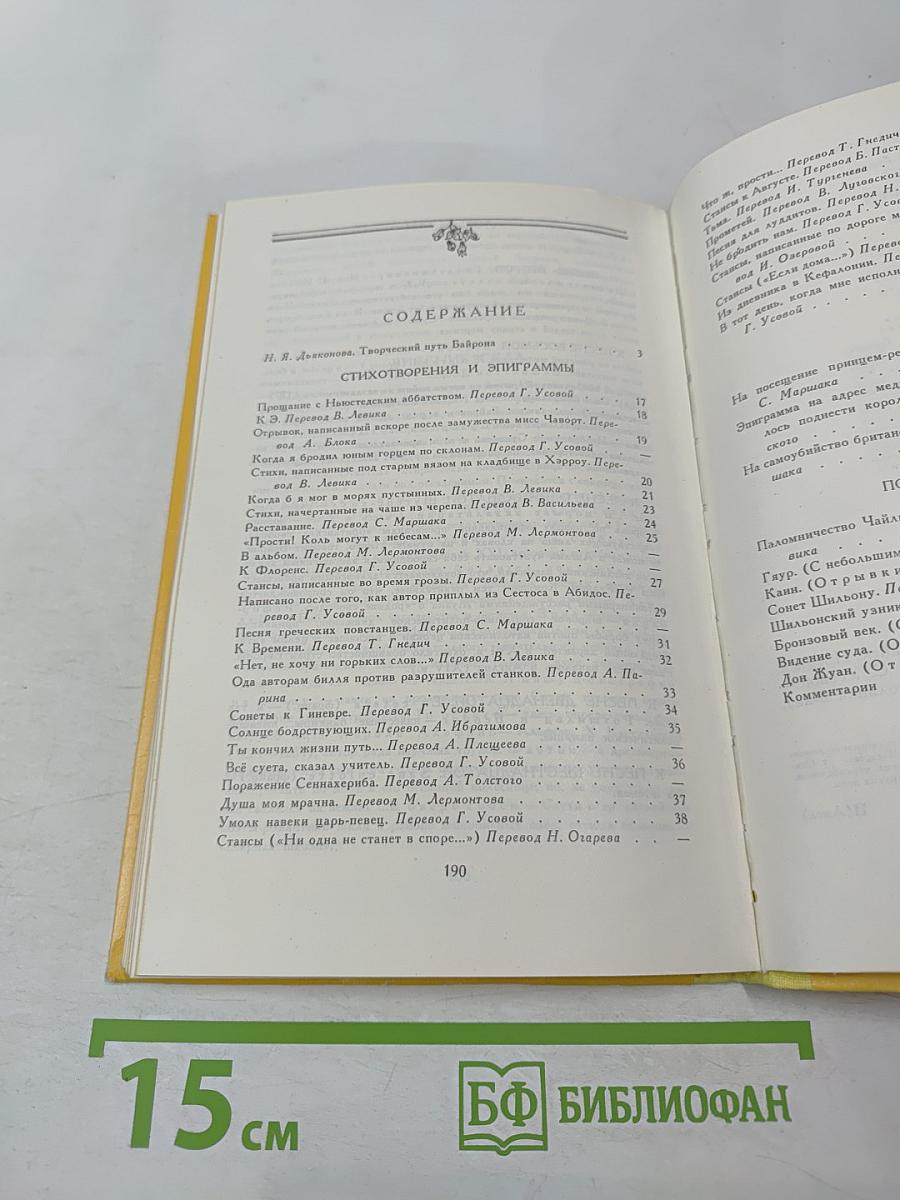 СОДЕРЖАНИЕ
Н. Я. Дьяконова. Творческий путь Байрона . . . . . . . . 3
СТИХОТВОРЕНИЯ И ЭПИГРАММЫ
Прощание с Ньюстедским аббатством. Перевод Г. Усовой . . . 17
К Э. Перевод В. Левика . . . . . . . . . . . . . . 18
Отрывок, написанный вскоре после замужества мисс Чаворт. Пере-
вод А. Блока . . . . . . . . . . . . . . . . 19
Когда я бродил юным горцем по склонам. Перевод Г. Усовой . . —
Стихи, написанные под старым вязом на кладбище в Хэрроу. Пере-
вод В. Левика . . . . . . . . . . . . . . . . 20
Когда б я мог в морях пустынных. Перевод В. Левика . . . . 21
Стихи, начертанные на чаше из черепа. Перевод В. Васильева . . 23
Расставание. Перевод С. Маршака . . . . . . . . . . 24
«Прости! Коль могут к небесам...» Перевод М. Лермонтова . . . 25
В альбом. Перевод М. Лермонтова . . . . . . . . . . —
К Флоренс. Перевод Г. Усовой . . . . . . . . . . . —
Стансы, написанные во время грозы. Перевод Г. Усовой . . . . 27
Написано после того, как автор приплыл из Сестоса в Абидос. Пе-
ревод Г. Усовой . . . . . . . . . . . . . . . 29
Песня греческих повстанцев. Перевод С. Маршака . . . . . —
К Времени. Перевод Т. Гнедич . . . . . . . . . . . 31
«Нет, не хочу ни горьких слов...» Перевод В. Левика . . . . . 32
Ода авторам билля против разрушителей станков. Перевод А. Па-
рина . . . . . . . . . . . . . . . . . . . 33
Сонеты к Гиневре. Перевод Г. Усовой . . . . . . . . . 34
Солнце бодрствующих. Перевод А. Ибрагимова . . . . . . 35
Ты кончил жизни путь... Перевод А. Плещеева . . . . . . —
Всё суета, сказал учитель. Перевод Г. Усовой . . . . . . . 36
Поражение Сеннахериба. Перевод А. Толстого . . . . . . . —
Душа моя мрачна. Перевод М. Лермонтова . . . . . . . 37
Умолк навеки царь-певец. Перевод Г. Усовой . . . . . . . 38
Стансы («Ни одна не станет в споре...») Перевод Н. Огарева . . —
190
Что ж, прости... Перевод Т. Гнедич
Стансы к Августе. Перевод Б. Паст
Тьма. Перевод И. Тургенева .
Прометей. Перевод В. Луговског
Песня для луддитов. Перевод Н.
Не бродить нам. Перевод Г. Усо
Стансы, написанные по дороге м
вод И. Озеровой . . .
Стансы («Если дома...») Перево
Из дневника в Кефалонии. Пе
В тот день, когда мне исполн
Г. Усовой . . . . .
На посещение принцем-ре
С. Маршака . . .
Эпиграмма на адрес мед
лось поднести корол
ского . . . . .
На самоубийство британ
шака . . . . .
ПО
Паломничество Чайль
вика . . . .
Гяур. (С небольшим
Каин. (Отрывки
Сонет Шильону. Пе
Шильонский узник
Бронзовый век. (О
Видение суда. (О
Дон Жуан. (От
Комментарии
15 см
БФ БИБЛИОФАН